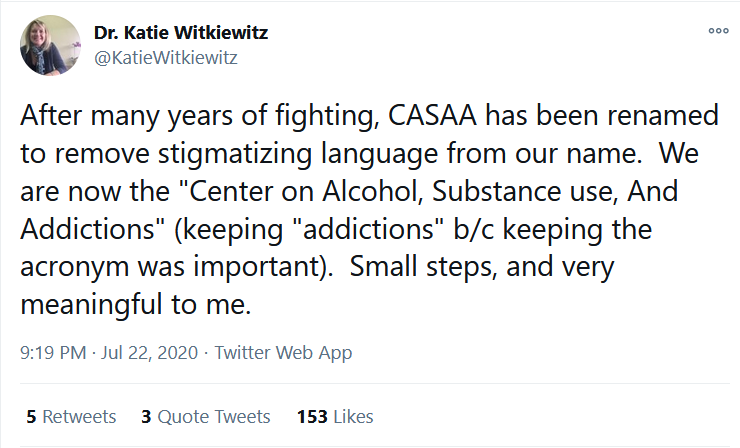 Dr. Katie Witkiewitz
@KatieWitkiewitz
After many years of fighting, CASAA has been renamed
to remove stigmatizing language from our name.  We
are now the "Center on Alcohol, Substance use, And
Addictions" (keeping "addictions" b/c keeping the
acronym was important).  Small steps, and very
meaningful to me.
9:19 PM · Jul 22, 2020 · Twitter Web App
5 Retweets 3 Quote Tweets 153 Likes